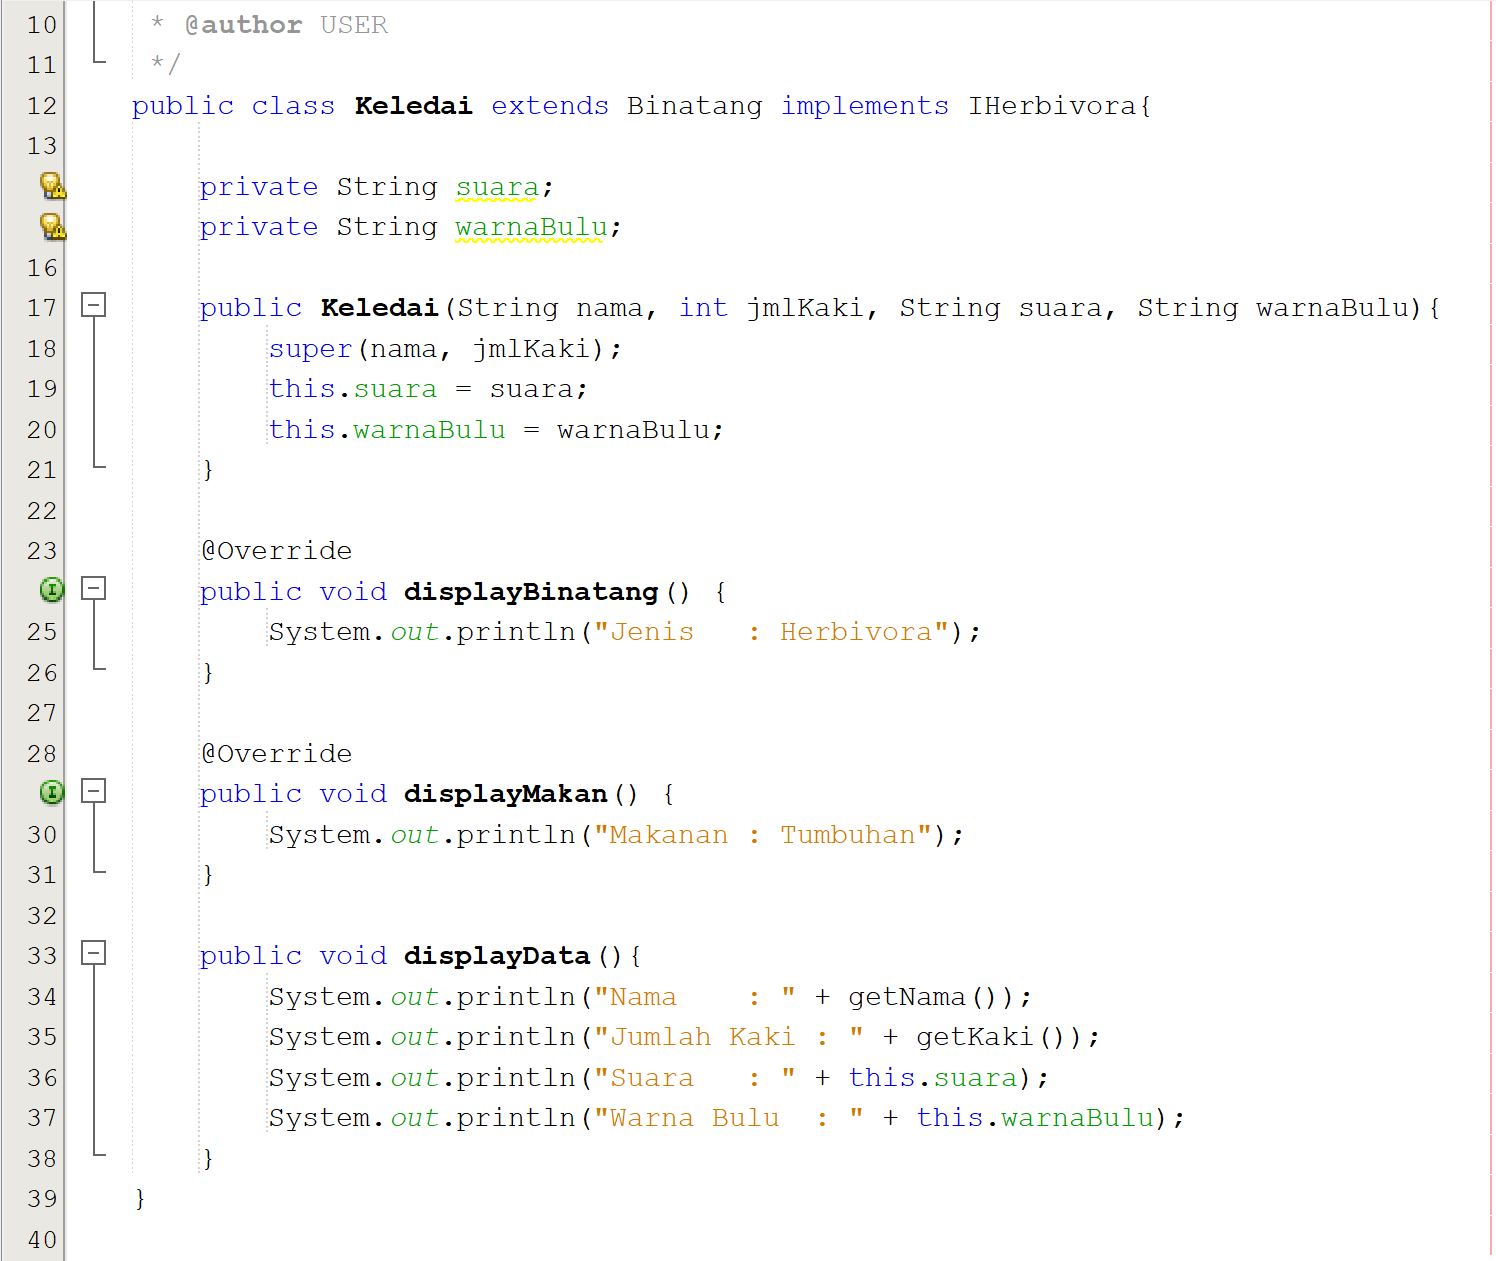 10 * @author USER
11 */
12 public class Keledai extends Binatang implements IHerbivora{
13
private String suara;
private String warnaBulu;
16
17 public Keledai(String nama, int jmlKaki, String suara, String warnaBulu){
18 super(nama, jmlKaki);
19 this.suara = suara;
20 this.warnaBulu = warnaBulu;
21 }
22
23 @Override
public void displayBinatang() {
25 System.out.println("Jenis   : Herbivora");
26 }
27
28 @Override
public void displayMakan() {
30 System.out.println("Makanan : Tumbuhan");
31 }
32
33 public void displayData(){
34 System.out.println("Nama    : " + getNama());
35 System.out.println("Jumlah Kaki : " + getKaki());
36 System.out.println("Suara   : " + this.suara);
37 System.out.println("Warna Bulu  : " + this.warnaBulu);
38 }
39 }
40